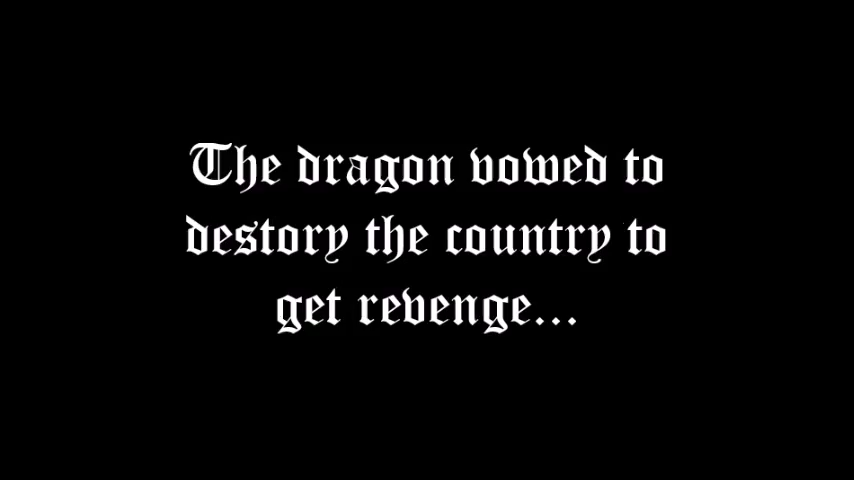 The dragon vowed to
destory the country to
get revenge...